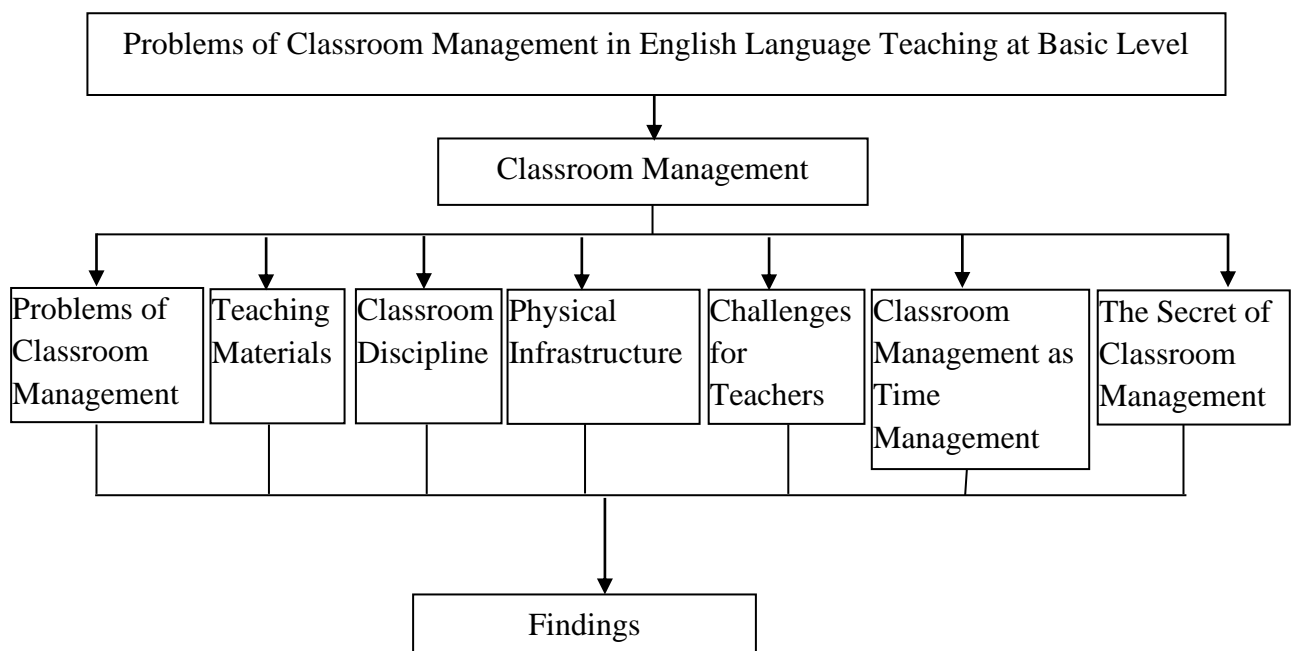 Problems of Classroom Management in English Language Teaching at Basic Level
Classroom Management
Problems of
Classroom
Management
Teaching
Materials
Classroom
Discipline
Physical
Infrastructure
Challenges
for
Teachers
Classroom
Management as
Time
Management
The Secret of
Classroom
Management
Findings